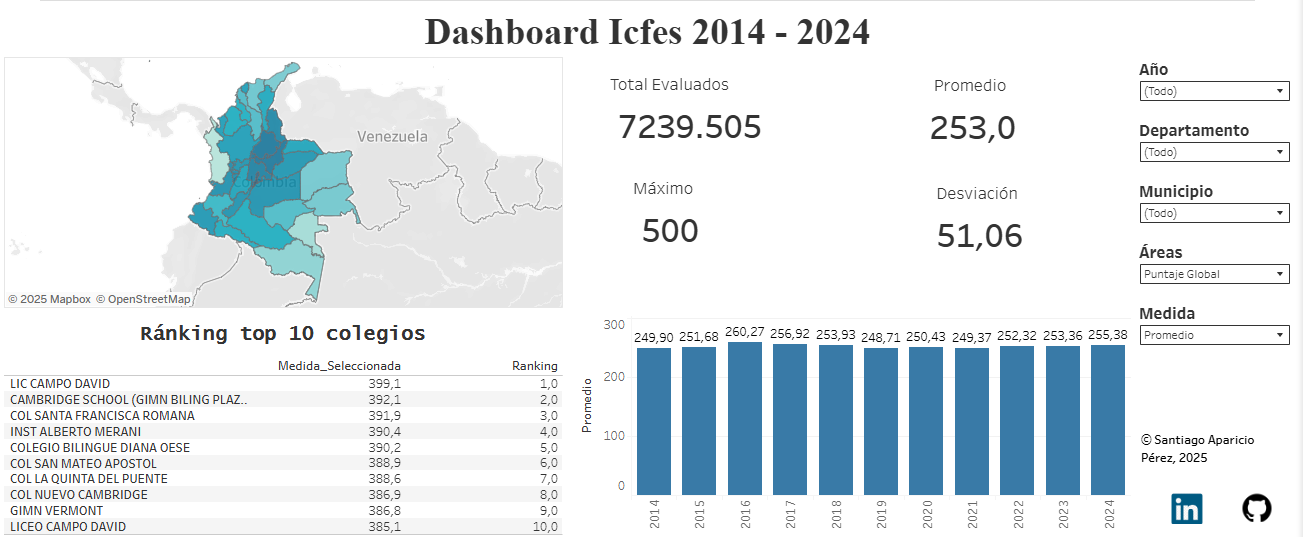 Dashboard Icfes 2014 - 2024
Venezuela
Colombia
© 2025 Mapbox © OpenStreetMap
Total Evaluados
7239.505
Promedio
253,0
Máximo
500
Desviación
51,06
Año
(Todo)
Departamento
(Todo)
Municipio
(Todo)
Áreas
Puntaje Global
Medida
Promedio
Ránking top 10 colegios
Medida_Seleccionada Ranking
LIC CAMPO DAVID 399,1 1,0
CAMBRIDGE SCHOOL (GIMN BILING PLAZ.. 392,1 2,0
COL SANTA FRANCISCA ROMANA 391,9 3,0
INST ALBERTO MERANI 390,4 4,0
COLEGIO BILINGUE DIANA OESE 390,2 5,0
COL SAN MATEO APOSTOL 388,9 6,0
COL LA QUINTA DEL PUENTE 388,6 7,0
COL NUEVO CAMBRIDGE 386,9 8,0
GIMN VERMONT 386,8 9,0
LICEO CAMPO DAVID 385,1 10,0
Promedio
300
200
100
0
249,90 251,68 260,27 256,92 253,93 248,71 250,43 249,37 252,32 253,36 255,38
2014 2015 2016 2017 2018 2019 2020 2021 2022 2023 2024
© Santiago Aparicio
Pérez, 2025
in